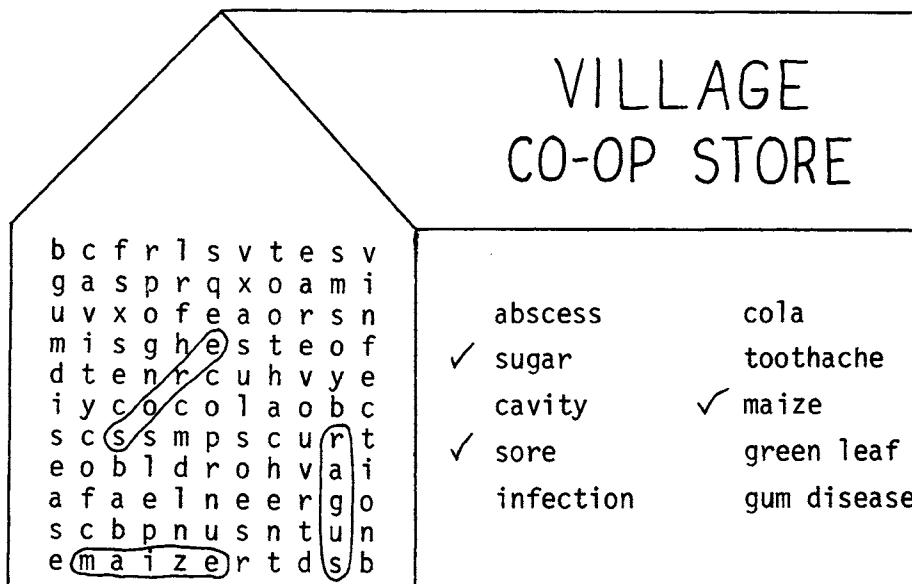 VILLAGE
CO-OP STORE
b c f r l s v t e s v
g a s p r q x o a m i
u v x o f e a o r s n
m i s g h e s t e o f
d t e n r c u h v y e
i y c o c o l a o b c
s c s s m p s c u r t
e o b l d r o h v a i
a f a e l n e e r g o
s c b p n u s n t u n
e m a i z e r t d s b
abscess cola
✓ sugar toothache
cavity ✓ maize
✓ sore green leaf
infection gum disease